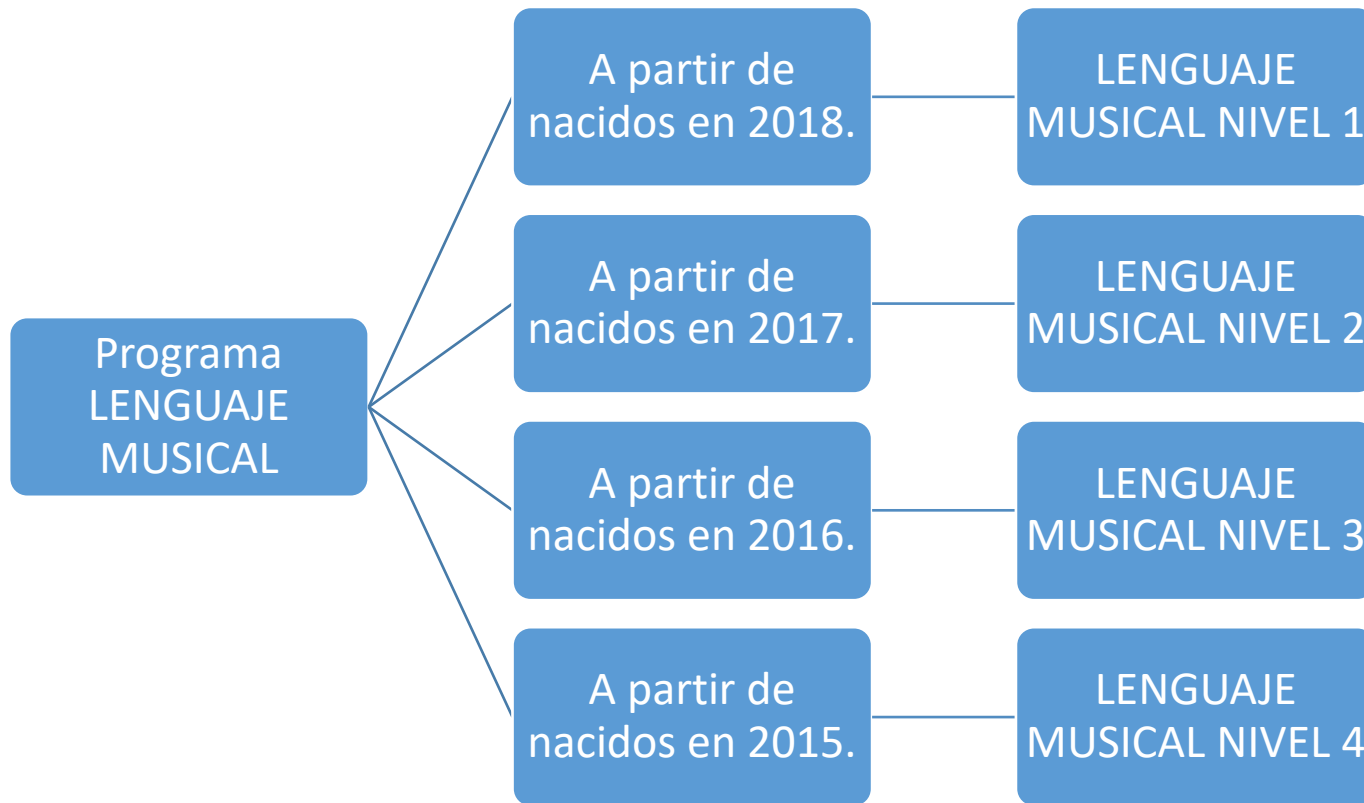 Programa
LENGUAJE
MUSICAL
A partir de
nacidos en 2018.
LENGUAJE
MUSICAL NIVEL 1
A partir de
nacidos en 2017.
LENGUAJE
MUSICAL NIVEL 2
A partir de
nacidos en 2016.
LENGUAJE
MUSICAL NIVEL 3
A partir de
nacidos en 2015.
LENGUAJE
MUSICAL NIVEL 4